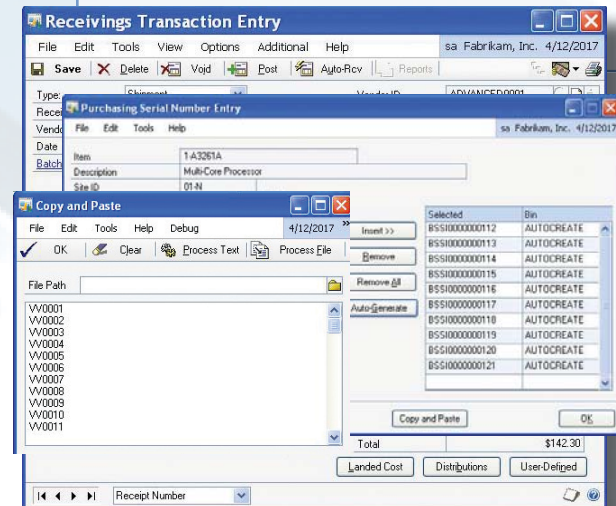 Receivings Transaction Entry
File Edit Tools View Options Additional Help sa Fabrikam, Inc. 4/12/2017
Save Delete Void Post Auto-Rcv Reports
Type: Shipment Vendor ID ADVANCED0001
Recei
Vendo
Date
Batch
Purchasing Serial Number Entry
File Edit Tools Help sa Fabrikam, Inc. 4/12/2017
Item 1-A3261A
Description Multi-Core Processor
Site ID 01-N
Selected Bin
BSSI0000000112 AUTOCREATE
BSSI0000000113 AUTOCREATE
BSSI0000000114 AUTOCREATE
BSSI0000000115 AUTOCREATE
BSSI0000000116 AUTOCREATE
BSSI0000000117 AUTOCREATE
BSSI0000000118 AUTOCREATE
BSSI0000000119 AUTOCREATE
BSSI0000000120 AUTOCREATE
BSSI0000000121 AUTOCREATE
Insert >>
Remove
Remove All
Auto-Generate
Copy and Paste OK
Copy and Paste
File Edit Tools Help Debug 4/12/2017 »
OK Clear Process Text Process File
File Path
VV0001
VV0002
VV0003
VV0004
VV0005
VV0006
VV0007
VV0008
VV0009
VV0010
VV0011
Total $142.30
Landed Cost Distributions User-Defined
Receipt Number